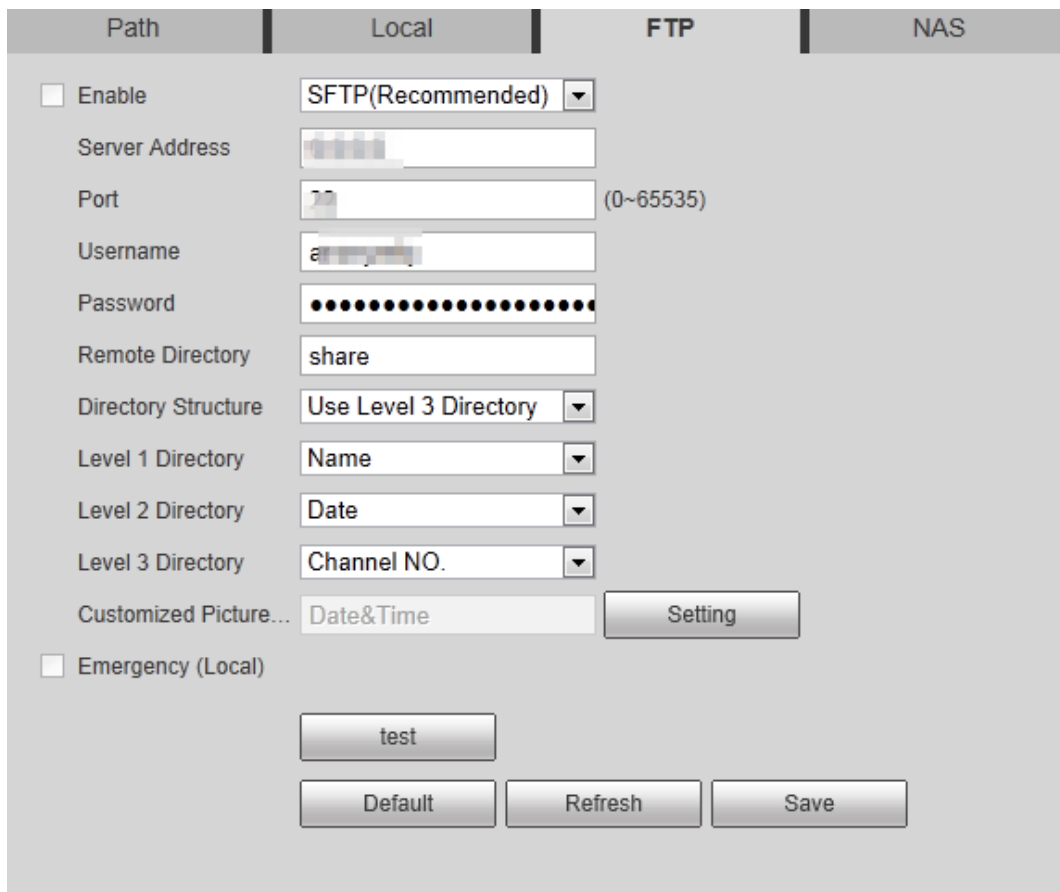 Path Local FTP NAS
Enable SFTP(Recommended)
Server Address
Port (0~65535)
Username
Password ●●●●●●●●●●●●●●●●●●●●
Remote Directory share
Directory Structure Use Level 3 Directory
Level 1 Directory Name
Level 2 Directory Date
Level 3 Directory Channel NO.
Customized Picture... Date&Time Setting
Emergency (Local)
test
Default Refresh Save